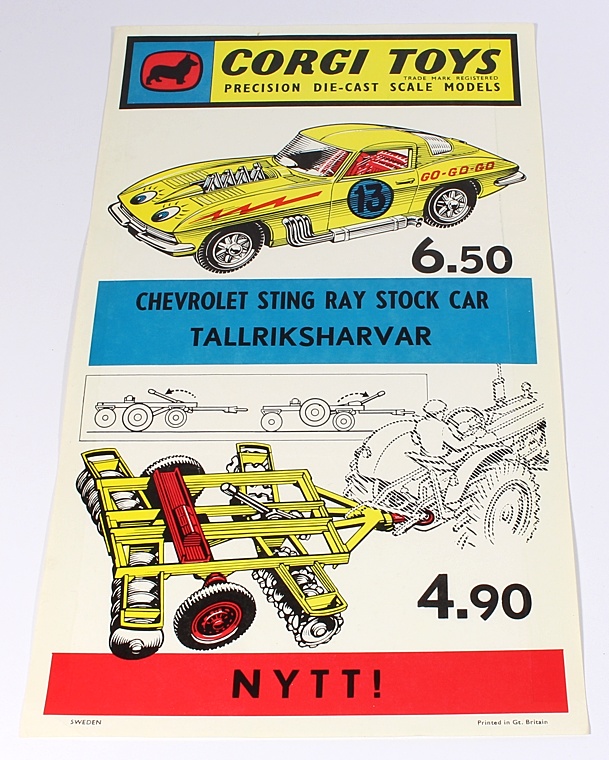 CORGI TOYS
TRADE MARK REGISTERED
PRECISION DIE-CAST SCALE MODELS
GO-GO-GO
13
6.50
CHEVROLET STING RAY STOCK CAR
TALLRIKSHARVAR
4.90
NYTT!
SWEDEN
Printed in Gt. Britain